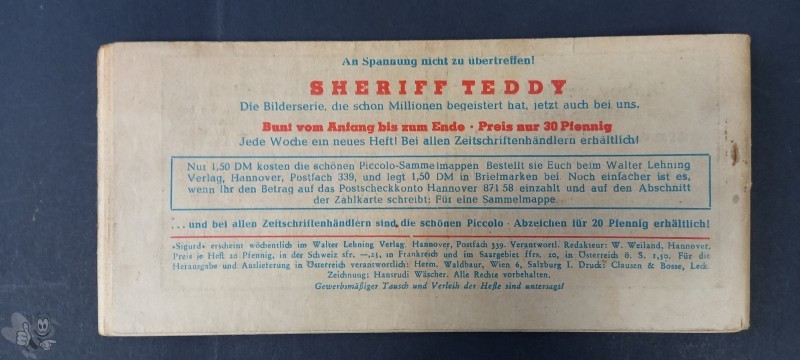 An Spannung nicht zu übertreffen!
SHERIFF TEDDY
Die Bilderserie, die schon Millionen begeistert hat, jetzt auch bei uns.
Bunt vom Anfang bis zum Ende · Preis nur 30 Pfennig
Jede Woche ein neues Heft! Bei allen Zeitschriftenhändlern erhältlich!
Nur 1,50 DM kosten die schönen Piccolo-Sammelmappen Bestellt sie Euch beim Walter Lehning
Verlag, Hannover, Postfach 339, und legt 1,50 DM in Briefmarken bei. Noch einfacher ist es,
wenn Ihr den Betrag auf das Postscheckkonto Hannover 871 58 einzahlt und auf den Abschnitt
der Zahlkarte schreibt: Für eine Sammelmappe
... und bei allen Zeitschriftenhändlern sind die schönen Piccolo - Abzeichen für 20 Pfennig erhältlich!
»Sigurd« erscheint wöchentlich im Walter Lehning Verlag, Hannover, Postfach 339. Verantwortl. Redakteur: W. Weiland, Hannover,
Preis je Heft 20 Pfennig, in der Schweiz sfr. —,25, in Frankreich und im Saargebiet ffrs. 20, in Österreich ö. S. 1,50. Für die
Herausgabe und Auslieferung in Österreich verantwortlich: Herm. Waldbaur, Wien 6, Salzburg 1. Druck: Clausen & Bosse, Leck
Zeichnung: Hansrudi Wäscher. Alle Rechte vorbehalten.
Gewerbsmäßiger Tausch und Verleih der Hefte sind untersagt!